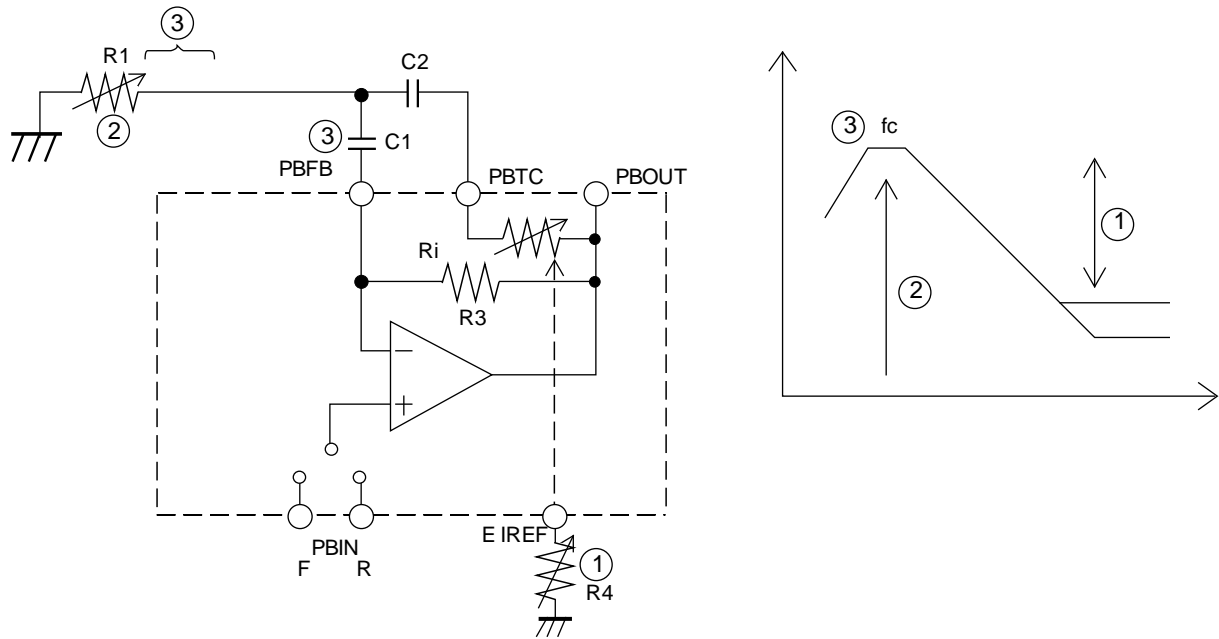 ③
R1
②
C2
③ C1
PBFB
PBTC
PBOUT
Ri
R3
−
+
PBIN
F R
E IREF
①
R4
③ fc
①
②